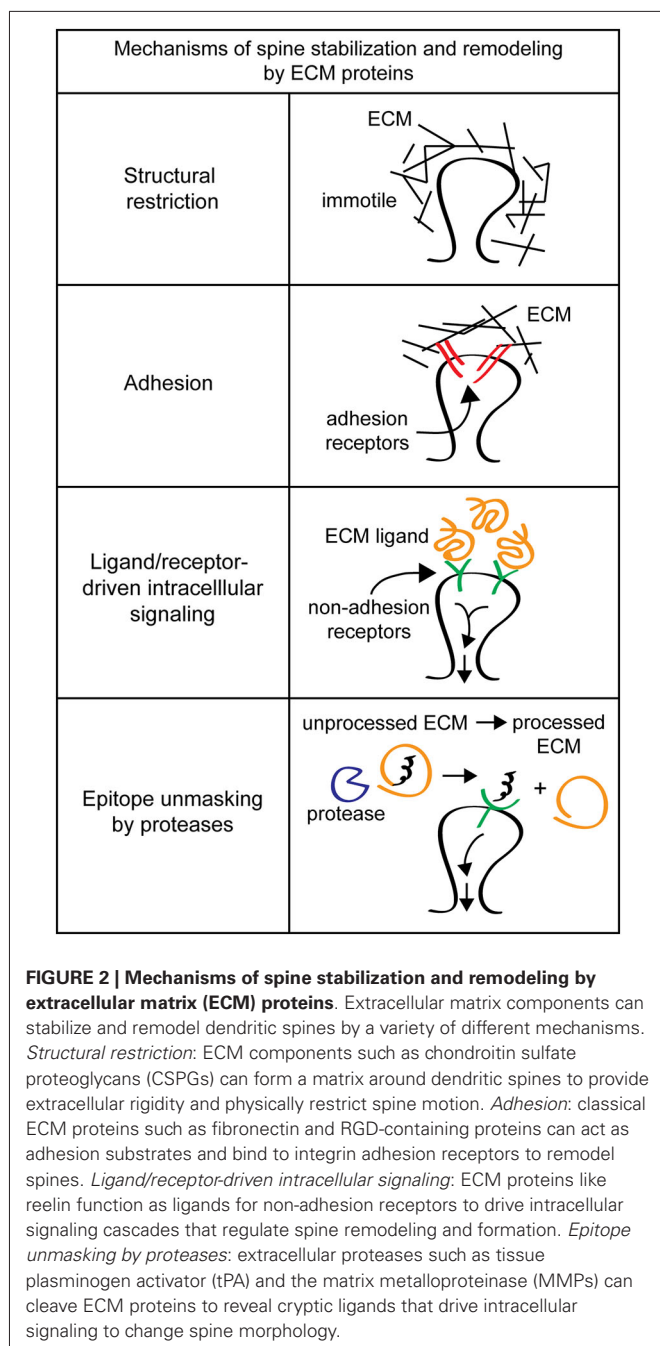 Mechanisms of spine stabilization and remodeling
by ECM proteins
Structural
restriction
ECM
immotile
Adhesion
ECM
adhesion
receptors
Ligand/receptor-
driven intracelllular
signaling
ECM ligand
non-adhesion
receptors
Epitope unmasking
by proteases
unprocessed ECM → processed
ECM
protease
+
FIGURE 2 | Mechanisms of spine stabilization and remodeling by
extracellular matrix (ECM) proteins. Extracellular matrix components can
stabilize and remodel dendritic spines by a variety of different mechanisms.
Structural restriction: ECM components such as chondroitin sulfate
proteoglycans (CSPGs) can form a matrix around dendritic spines to provide
extracellular rigidity and physically restrict spine motion. Adhesion: classical
ECM proteins such as fibronectin and RGD-containing proteins can act as
adhesion substrates and bind to integrin adhesion receptors to remodel
spines. Ligand/receptor-driven intracellular signaling: ECM proteins like
reelin function as ligands for non-adhesion receptors to drive intracellular
signaling cascades that regulate spine remodeling and formation. Epitope
unmasking by proteases: extracellular proteases such as tissue
plasminogen activator (tPA) and the matrix metalloproteinase (MMPs) can
cleave ECM proteins to reveal cryptic ligands that drive intracellular
signaling to change spine morphology.